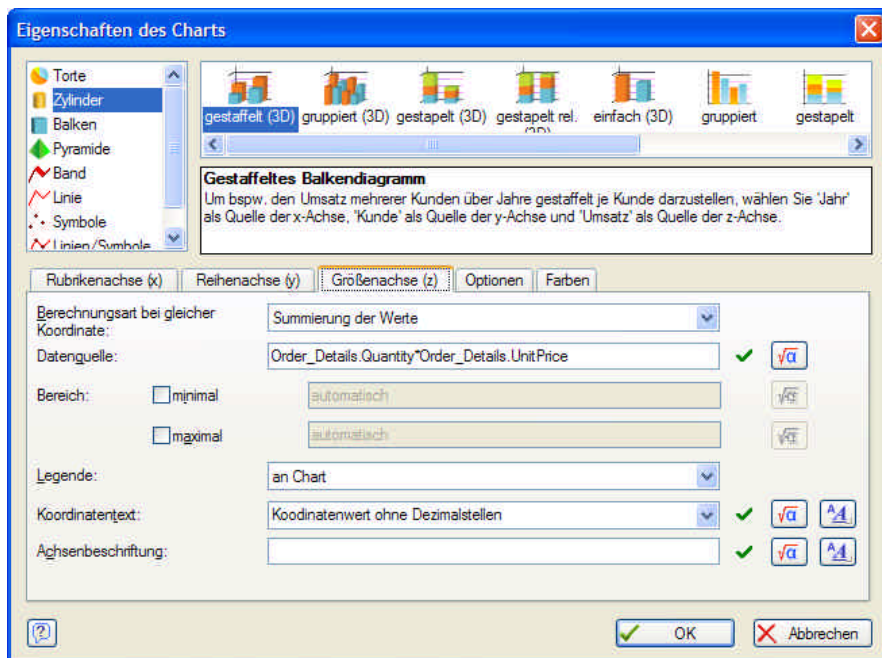 Eigenschaften des Charts
Torte
Zylinder
Balken
Pyramide
Band
Linie
Symbole
Linien/Symbole
gestaffelt (3D)
gruppiert (3D)
gestapelt (3D)
gestapelt rel. (3D)
einfach (3D)
gruppiert
gestapelt
Gestaffeltes Balkendiagramm
Um bspw. den Umsatz mehrerer Kunden über Jahre gestaffelt je Kunde darzustellen, wählen Sie 'Jahr'
als Quelle der x-Achse, 'Kunde' als Quelle der y-Achse und 'Umsatz' als Quelle der z-Achse.
Rubrikenachse (x)
Reihenachse (y)
Größenachse (z)
Optionen
Farben
Berechnungsart bei gleicher
Koordinate:
Summierung der Werte
Datenquelle:
Order_Details.Quantity*Order_Details.UnitPrice
Bereich:
minimal
automatisch
maximal
automatisch
Legende:
an Chart
Koordinatentext:
Koodinatenwert ohne Dezimalstellen
Achsenbeschriftung:
OK
Abbrechen